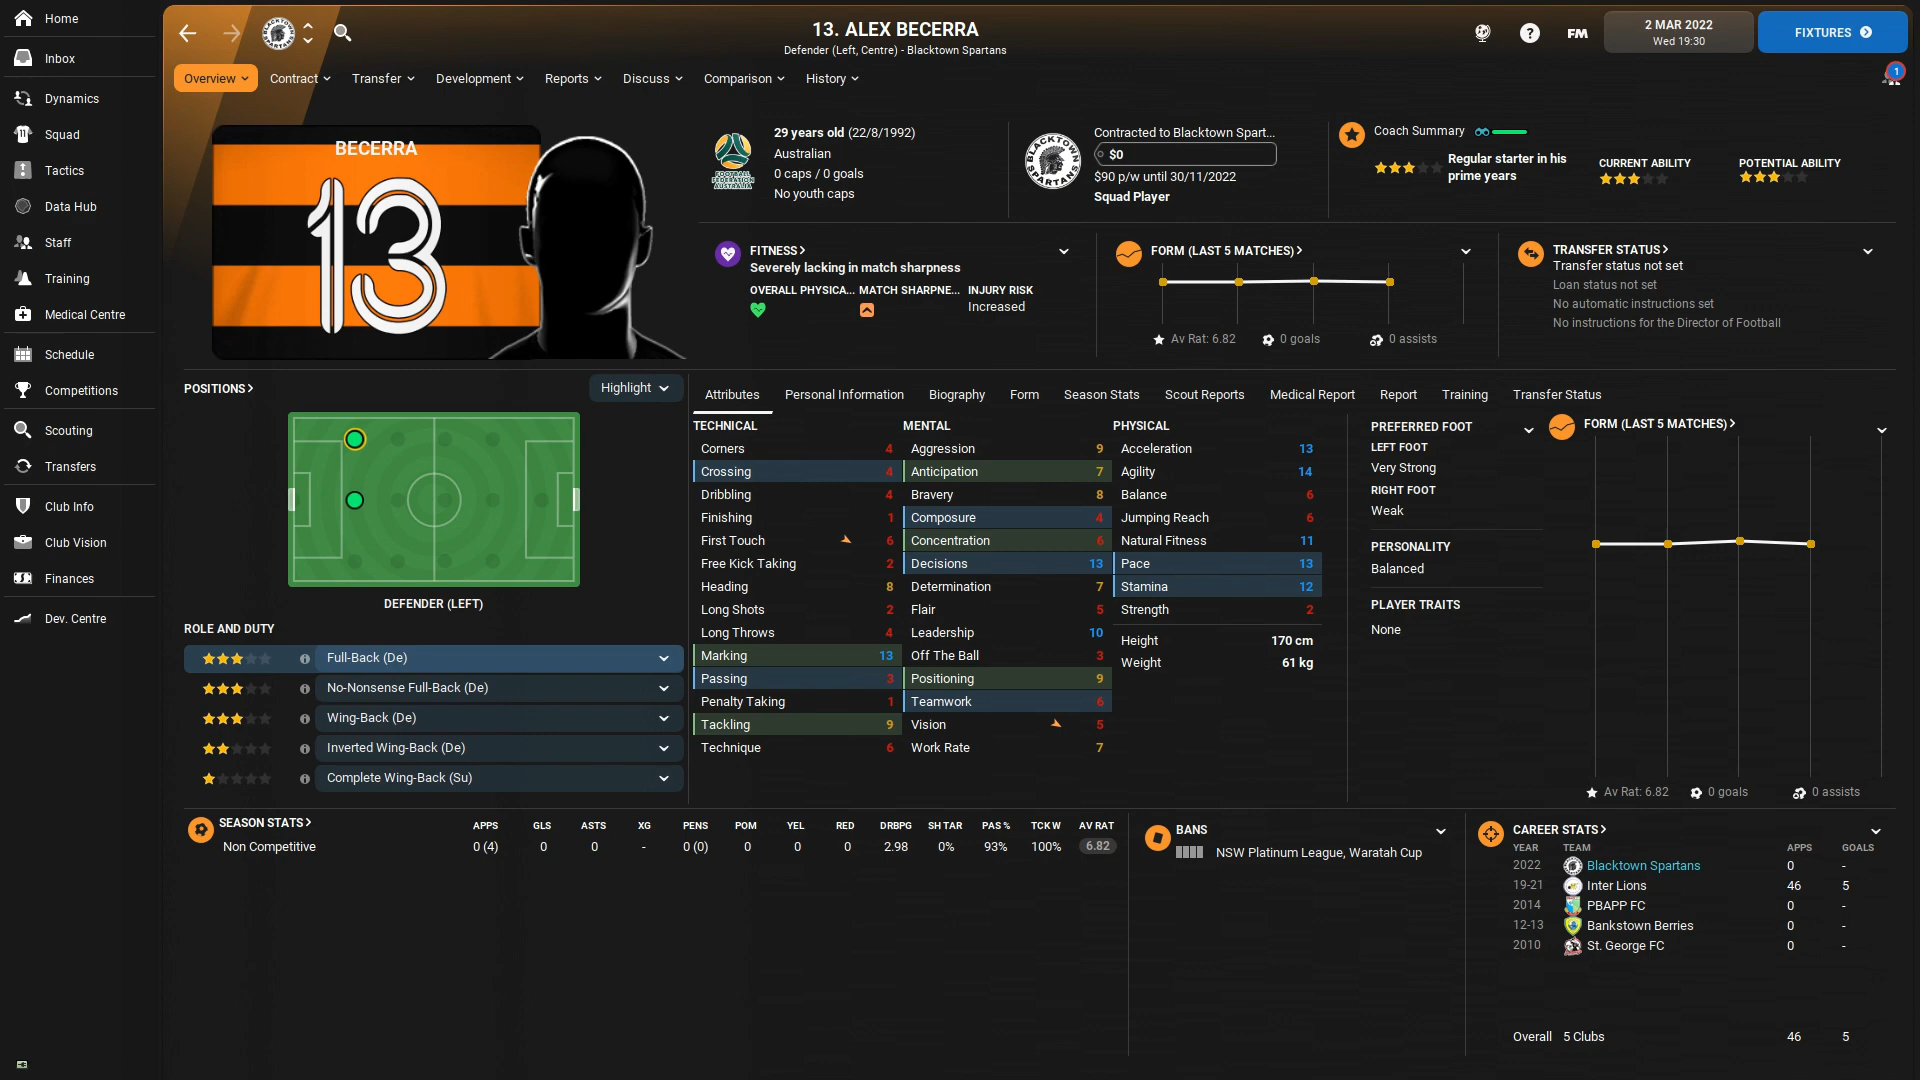 Home
Inbox
Dynamics
Squad
Tactics
Data Hub
Staff
Training
Medical Centre
Schedule
Competitions
Scouting
Transfers
Club Info
Club Vision
Finances
Dev. Centre
13. ALEX BECERRA
Defender (Left, Centre) - Blacktown Spartans
FM
2 MAR 2022
Wed 19:30
FIXTURES
Overview
Contract
Transfer
Development
Reports
Discuss
Comparison
History
1
BECERRA
13
29 years old (22/8/1992)
Australian
0 caps / 0 goals
No youth caps
FOOTBALL FEDERATION AUSTRALIA
BLACKTOWN SPARTANS
Contracted to Blacktown Spart...
$0
$90 p/w until 30/11/2022
Squad Player
Coach Summary
Regular starter in his prime years
CURRENT ABILITY
POTENTIAL ABILITY
FITNESS
Severely lacking in match sharpness
OVERALL PHYSICA... MATCH SHARPNE... INJURY RISK
Increased
FORM (LAST 5 MATCHES)
Av Rat: 6.82 0 goals 0 assists
TRANSFER STATUS
Transfer status not set
Loan status not set
No automatic instructions set
No instructions for the Director of Football
POSITIONS
Highlight
DEFENDER (LEFT)
ROLE AND DUTY
Full-Back (De)
No-Nonsense Full-Back (De)
Wing-Back (De)
Inverted Wing-Back (De)
Complete Wing-Back (Su)
Attributes Personal Information Biography Form Season Stats Scout Reports Medical Report Report Training Transfer Status
TECHNICAL
Corners 4
Crossing 4
Dribbling 4
Finishing 1
First Touch 6
Free Kick Taking 2
Heading 8
Long Shots 2
Long Throws 4
Marking 13
Passing 3
Penalty Taking 1
Tackling 9
Technique 6
MENTAL
Aggression 9
Anticipation 7
Bravery 8
Composure 4
Concentration 6
Decisions 13
Determination 7
Flair 5
Leadership 10
Off The Ball 3
Positioning 9
Teamwork 6
Vision 5
Work Rate 7
PHYSICAL
Acceleration 13
Agility 14
Balance 6
Jumping Reach 6
Natural Fitness 11
Pace 13
Stamina 12
Strength 2
Height 170 cm
Weight 61 kg
PREFERRED FOOT
LEFT FOOT
Very Strong
RIGHT FOOT
Weak
PERSONALITY
Balanced
PLAYER TRAITS
None
FORM (LAST 5 MATCHES)
Av Rat: 6.82 0 goals 0 assists
SEASON STATS APPS GLS ASTS XG PENS POM YEL RED DRBPG SH TAR PAS % TCK W AV RAT
Non Competitive 0 (4) 0 0 - 0 (0) 0 0 0 2.98 0% 93% 100% 6.82
BANS
NSW Platinum League, Waratah Cup
CAREER STATS
YEAR TEAM APPS GOALS
2022 Blacktown Spartans 0 -
19-21 Inter Lions 46 5
2014 PBAPP FC 0 -
12-13 Bankstown Berries 0 -
2010 St. George FC 0 -
Overall 5 Clubs 46 5